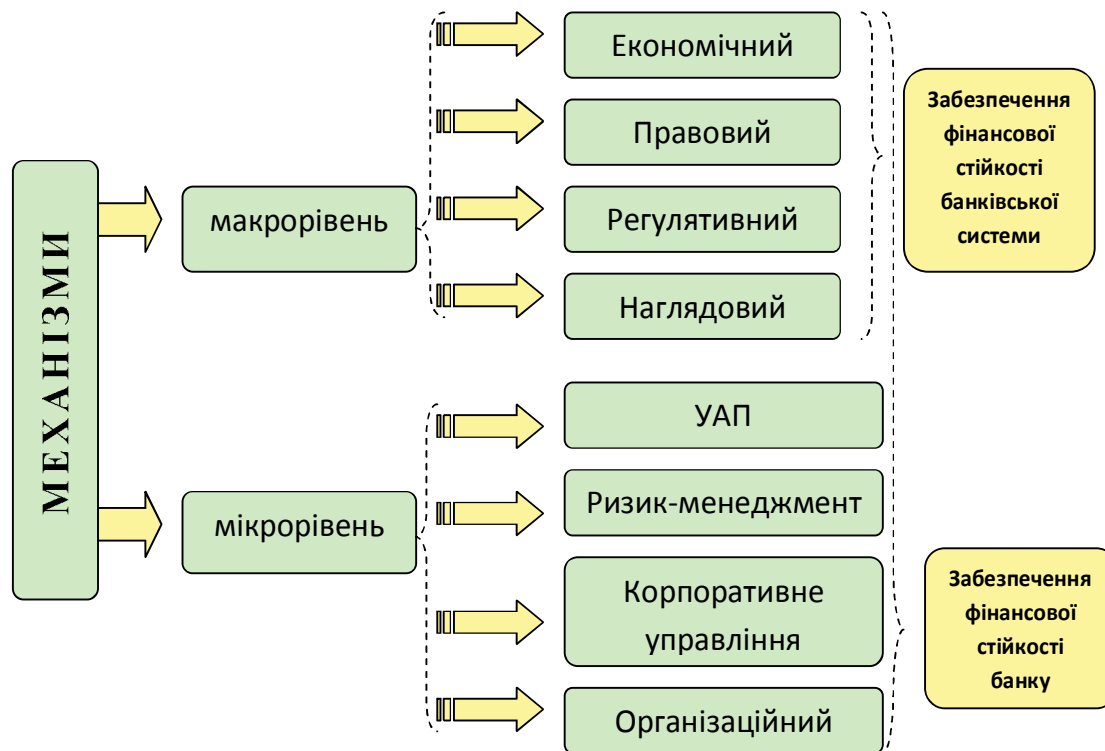 МЕХАНІЗМИ
макрорівень
Економічний
Правовий
Регулятивний
Наглядовий
Забезпечення
фінансової
стійкості
банківської
системи
мікрорівень
УАП
Ризик-менеджмент
Корпоративне
управління
Організаційний
Забезпечення
фінансової
стійкості
банку